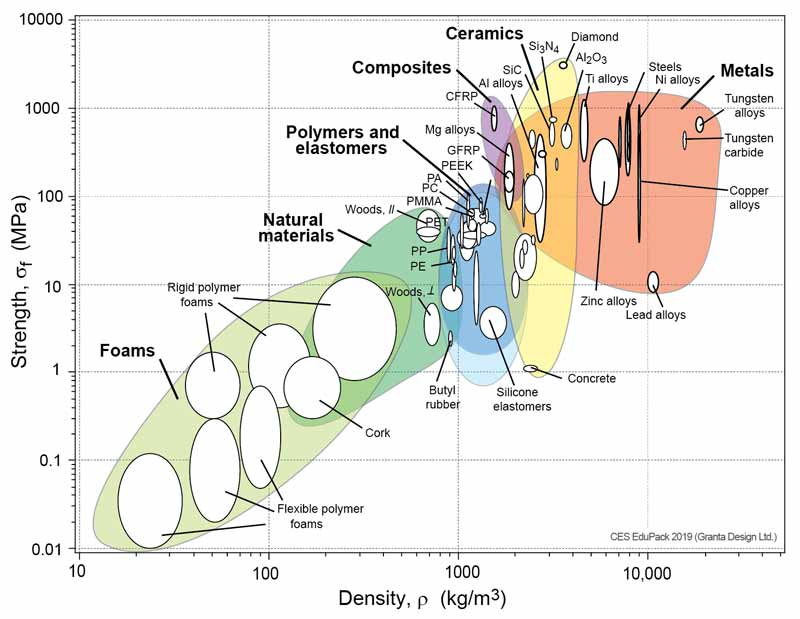 10000
1000
100
10
1
0.1
0.01
Strength, σf (MPa)
Ceramics
Si3N4
Diamond
Al2O3
SiC
Composites
Al alloys
Ti alloys
Steels
Ni alloys
Metals
CFRP
Tungsten
alloys
Mg alloys
Polymers and
elastomers
GFRP
Tungsten
carbide
PEEK
PA
PC
PMMA
Copper
alloys
Woods, //
PET
Natural
materials
PP
PE
Rigid polymer
foams
Woods, ⊥
Zinc alloys
Lead alloys
Foams
Concrete
Butyl
rubber
Silicone
elastomers
Cork
Flexible polymer
foams
CES EduPack 2019 (Granta Design Ltd.)
10
100
1000
10,000
Density, ρ (kg/m3)